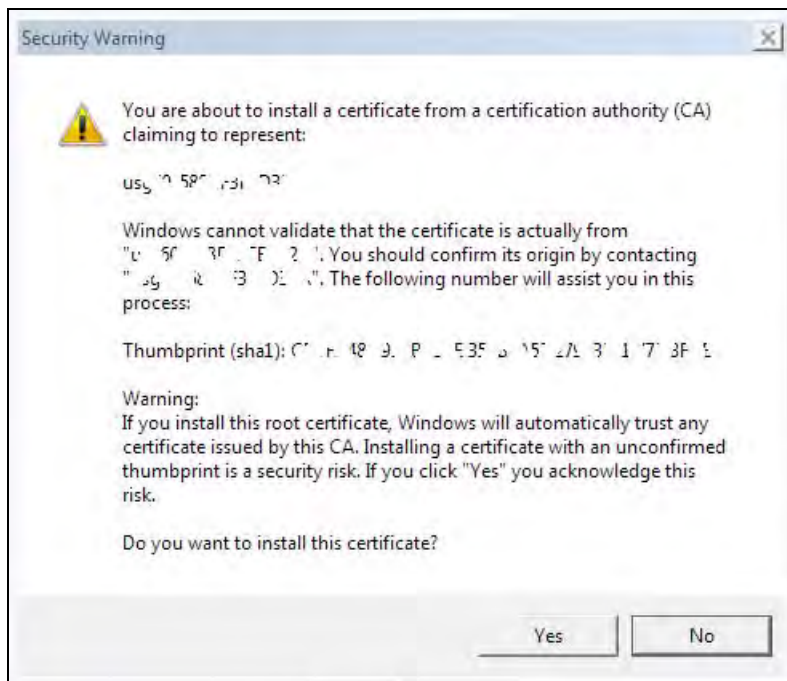 Security Warning
You are about to install a certificate from a certification authority (CA)
claiming to represent:
Windows cannot validate that the certificate is actually from
You should confirm its origin by contacting
The following number will assist you in this
process:
Thumbprint (sha1):
Warning:
If you install this root certificate, Windows will automatically trust any
certificate issued by this CA. Installing a certificate with an unconfirmed
thumbprint is a security risk. If you click "Yes" you acknowledge this
risk.
Do you want to install this certificate?
Yes
No